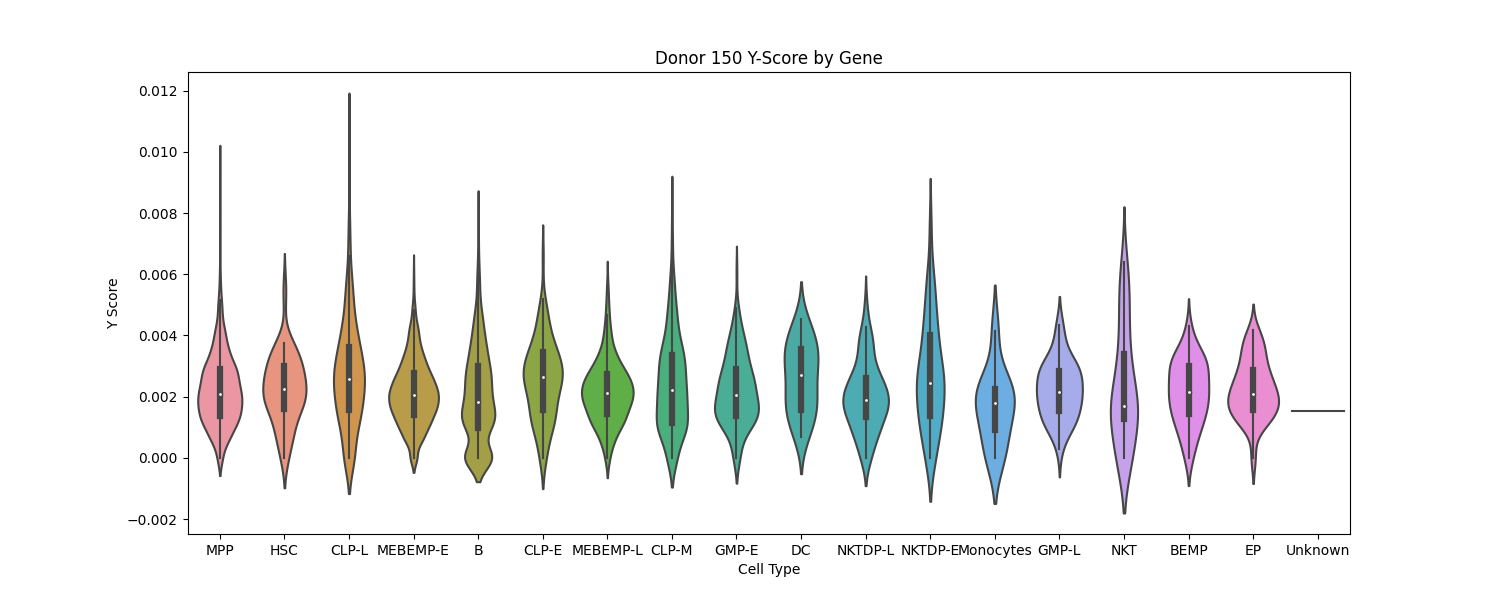 Donor 150 Y-Score by Gene
Y Score
0.012
0.010
0.008
0.006
0.004
0.002
0.000
−0.002
MPP HSC CLP-L MEBEMP-E B CLP-E MEBEMP-L CLP-M GMP-E DC NKTDP-L NKTDP-E Monocytes GMP-L NKT BEMP EP Unknown
Cell Type